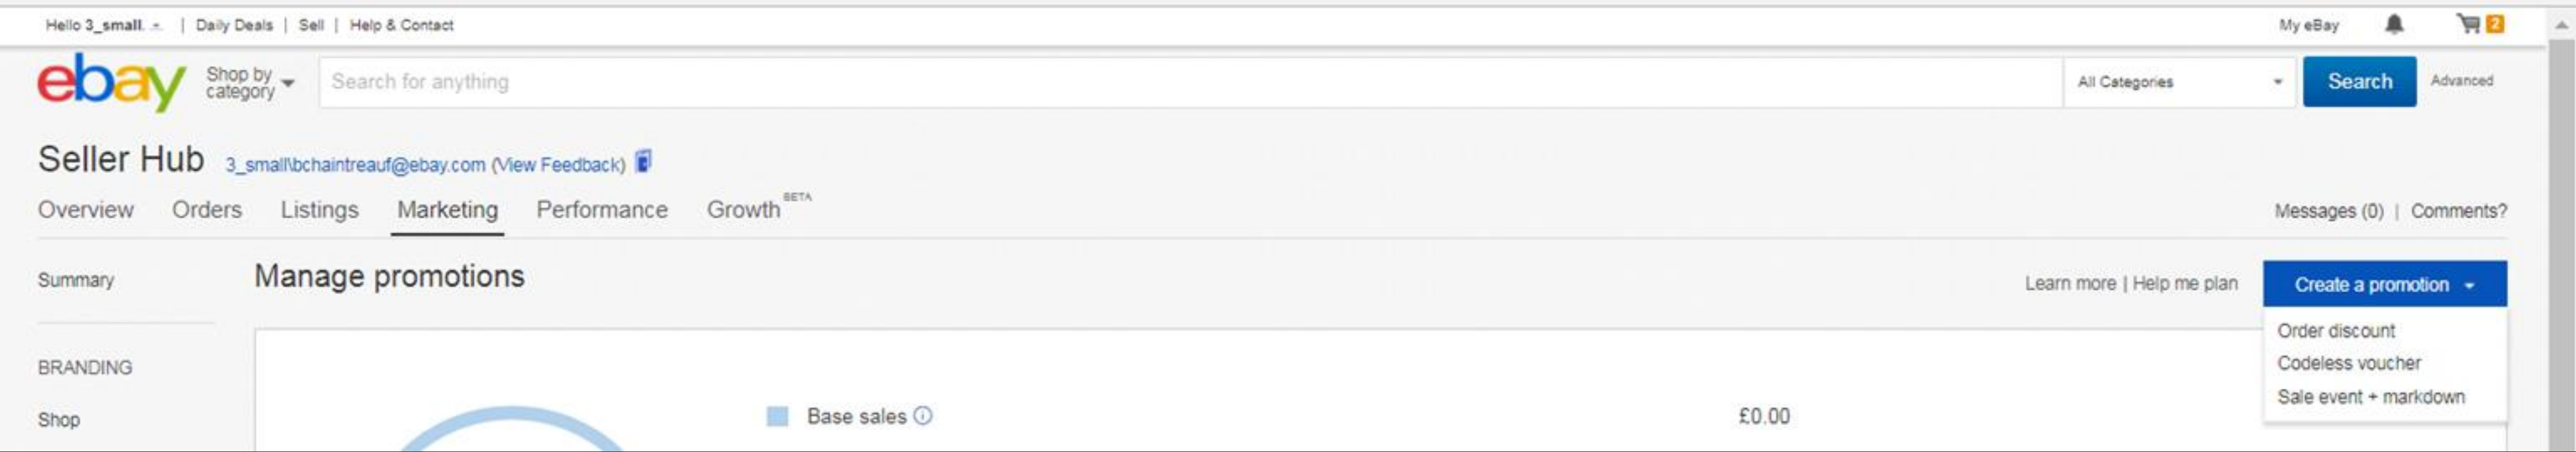 Hello 3_small. | Daily Deals | Sell | Help & Contact
My eBay 2
ebay Shop by category Search for anything All Categories Search Advanced
Seller Hub 3_small\bchaintreauf@ebay.com (View Feedback)
Overview Orders Listings Marketing Performance Growth BETA
Messages (0) | Comments?
Summary
Manage promotions
Learn more | Help me plan
Create a promotion
Order discount
Codeless voucher
Sale event + markdown
BRANDING
Shop
Base sales £0.00